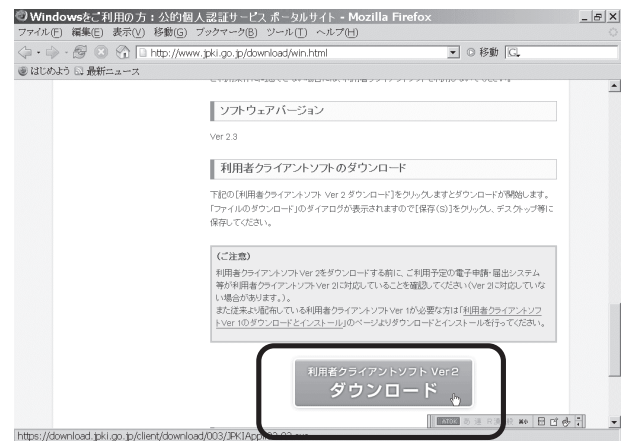 Windowsをご利用の方：公的個人認証サービス ポータルサイト - Mozilla Firefox
ファイル(F) 編集(E) 表示(V) 移動(G) ブックマーク(B) ツール(T) ヘルプ(H)
http://www.jpki.go.jp/download/win.html 移動
はじめよう 最新ニュース
ソフトウェアバージョン
Ver 2.3
利用者クライアントソフトのダウンロード
下記の[利用者クライアントソフト Ver 2 ダウンロード]をクリックしますとダウンロードが開始します。
「ファイルのダウンロード」のダイアログが表示されますので[保存(S)]をクリックし、デスクトップ等に
保存してください。
(ご注意)
利用者クライアントソフトVer 2をダウンロードする前に、ご利用予定の電子申請・届出システム
等が利用者クライアントソフトVer 2に対応していることを確認してください(Ver 2に対応していな
い場合があります。)。
また従来より配布している利用者クライアントソフトVer 1が必要な方は「利用者クライアントソフ
トVer 1のダウンロードとインストール」のページよりダウンロードとインストールを行ってください。
利用者クライアントソフト Ver 2
ダウンロード
https://download.jpki.go.jp/client/download/003/JPKIAppli